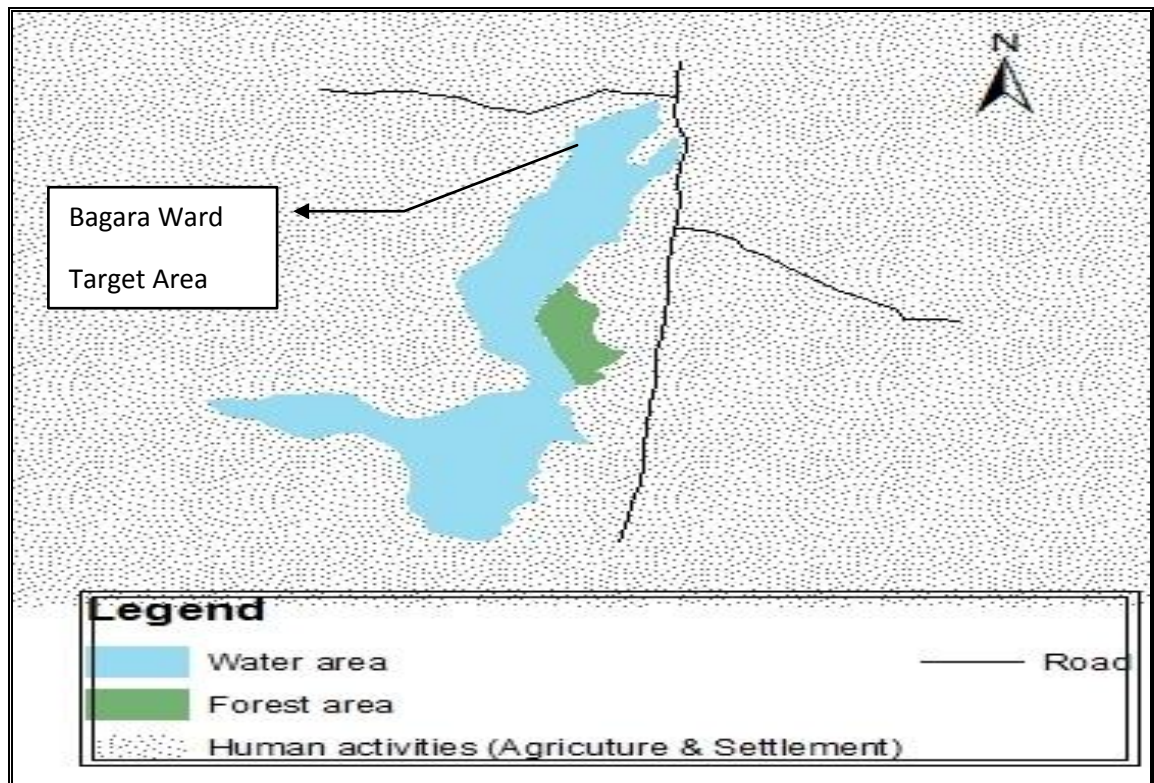 N
Bagara Ward
Target Area
Legend
Water area
Road
Forest area
Human activities (Agricuture & Settlement)